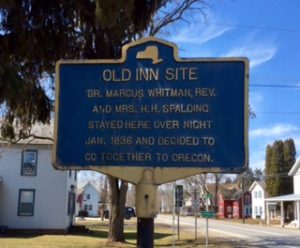 OLD INN SITE
DR. MARCUS WHITMAN, REV.
AND MRS. H. H. SPALDING
STAYED HERE OVER NIGHT
JAN. 1836 AND DECIDED TO
GO TOGETHER TO OREGON.